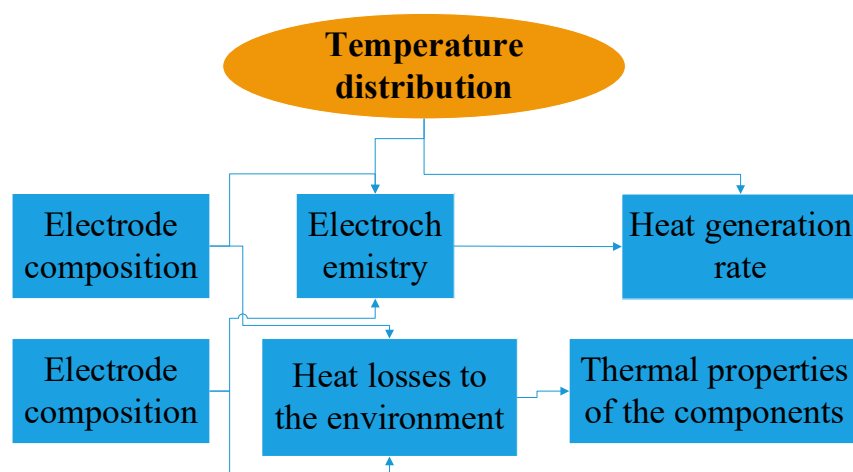 Temperature
distribution
Electrode
composition
Electroch
emistry
Heat generation
rate
Electrode
composition
Heat losses to
the environment
Thermal properties
of the components